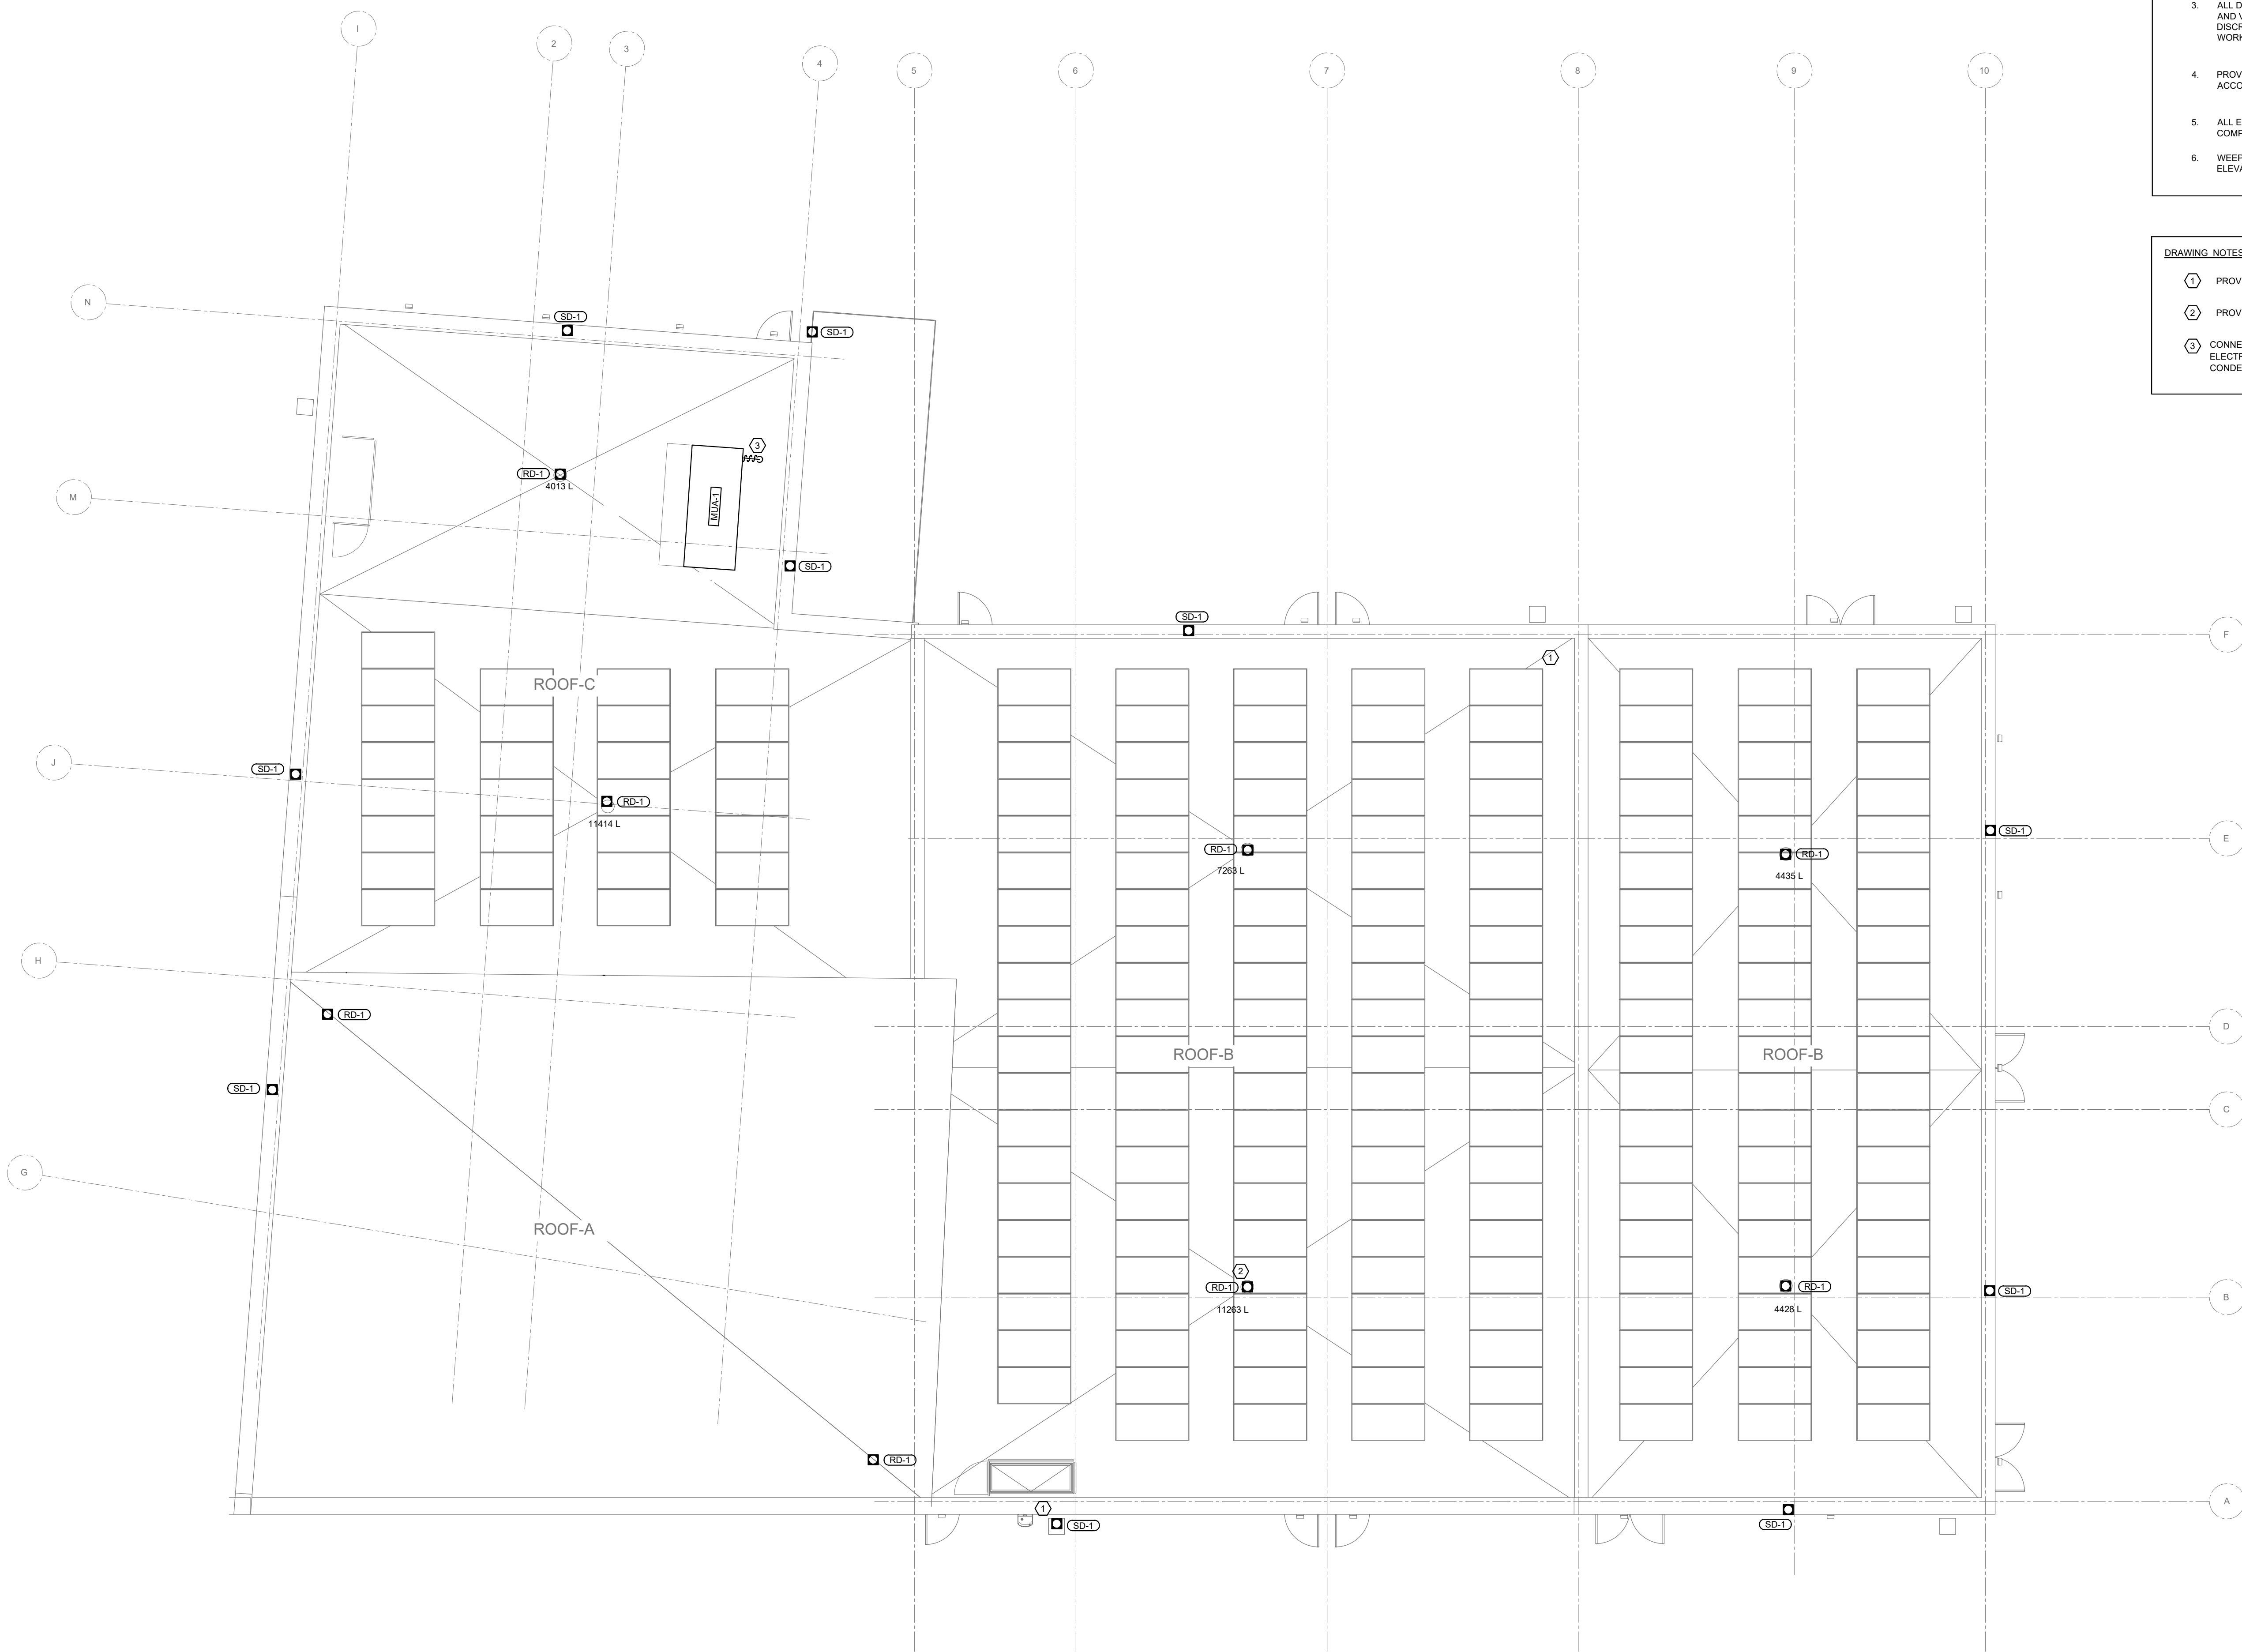 3. ALL D
AND V
DISCR
WORK
4. PROV
ACCO
5. ALL E
COMP
6. WEEP
ELEVA
DRAWING NOTES
1 PROV
2 PROV
3 CONNE
ELECTR
CONDE
I
2
3
4
5
6
7
8
9
10
N
SD-1
SD-1
3
RD-1
4013 L
MUA-1
M
SD-1
SD-1
F
1
ROOF-C
J
SD-1
RD-1
11414 L
RD-1
7263 L
RD-1
4435 L
SD-1
E
H
RD-1
D
ROOF-B
ROOF-B
SD-1
C
G
ROOF-A
2
RD-1
11263 L
RD-1
4428 L
SD-1
B
RD-1
1
SD-1
SD-1
A